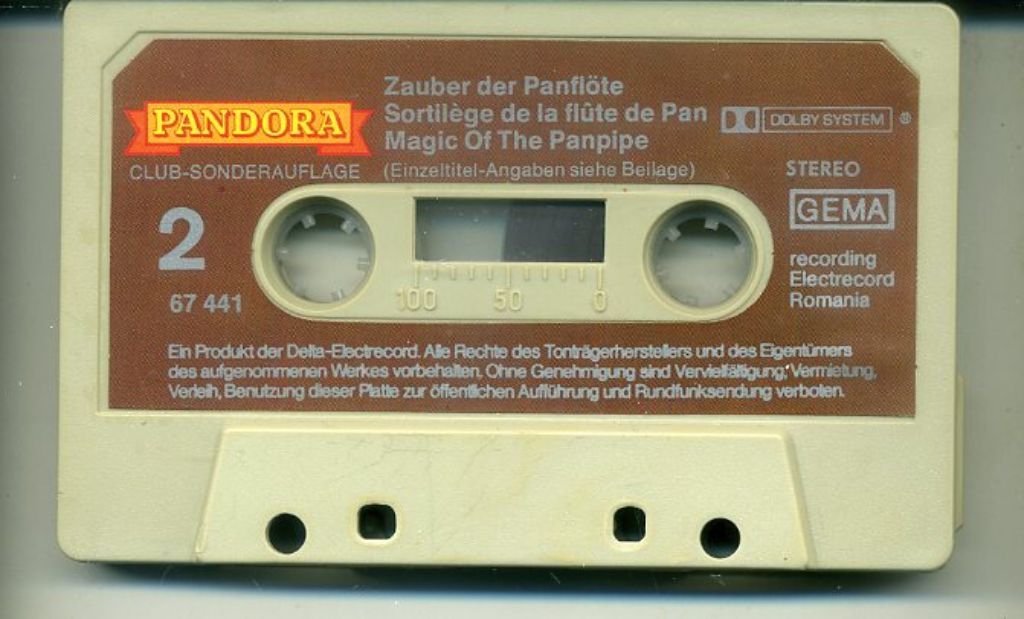 Zauber der Panflöte
Sortilège de la flûte de Pan
Magic Of The Panpipe
(Einzeltitel-Angaben siehe Beilage)
PANDORA
CLUB-SONDERAUFLAGE
DOLBY SYSTEM ®
STEREO
GEMA
2
67 441
recording
Electrecord
Romania
100 50 0
Ein Produkt der Delta-Electrecord. Alle Rechte des Tonträgerherstellers und des Eigentümers
des aufgenommenen Werkes vorbehalten. Ohne Genehmigung sind Vervielfältigung, Vermietung,
Verleih, Benutzung dieser Platte zur öffentlichen Aufführung und Rundfunksendung verboten.